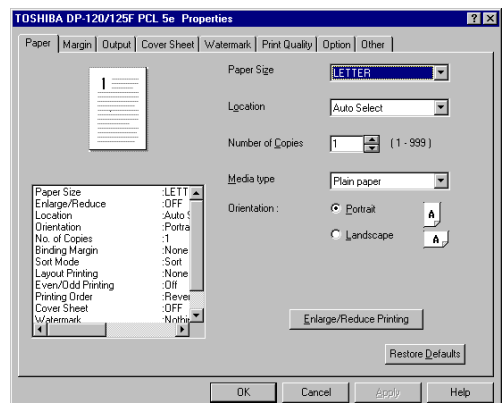 TOSHIBA DP-120/125F PCL 5e Properties
Paper Margin Output Cover Sheet Watermark Print Quality Option Other
1
Paper Size LETTER
Location Auto Select
Number of Copies 1 ( 1 - 999 )
Media type Plain paper
Orientation : Portrait A
Landscape A
Paper Size :LETT
Enlarge/Reduce :OFF
Location :Auto S
Orientation :Portra
No. of Copies :1
Binding Margin :None
Sort Mode :Sort
Layout Printing :None
Even/Odd Printing :Off
Printing Order :Rever
Cover Sheet :OFF
Watermark :Nothin
Enlarge/Reduce Printing
Restore Defaults
OK Cancel Apply Help